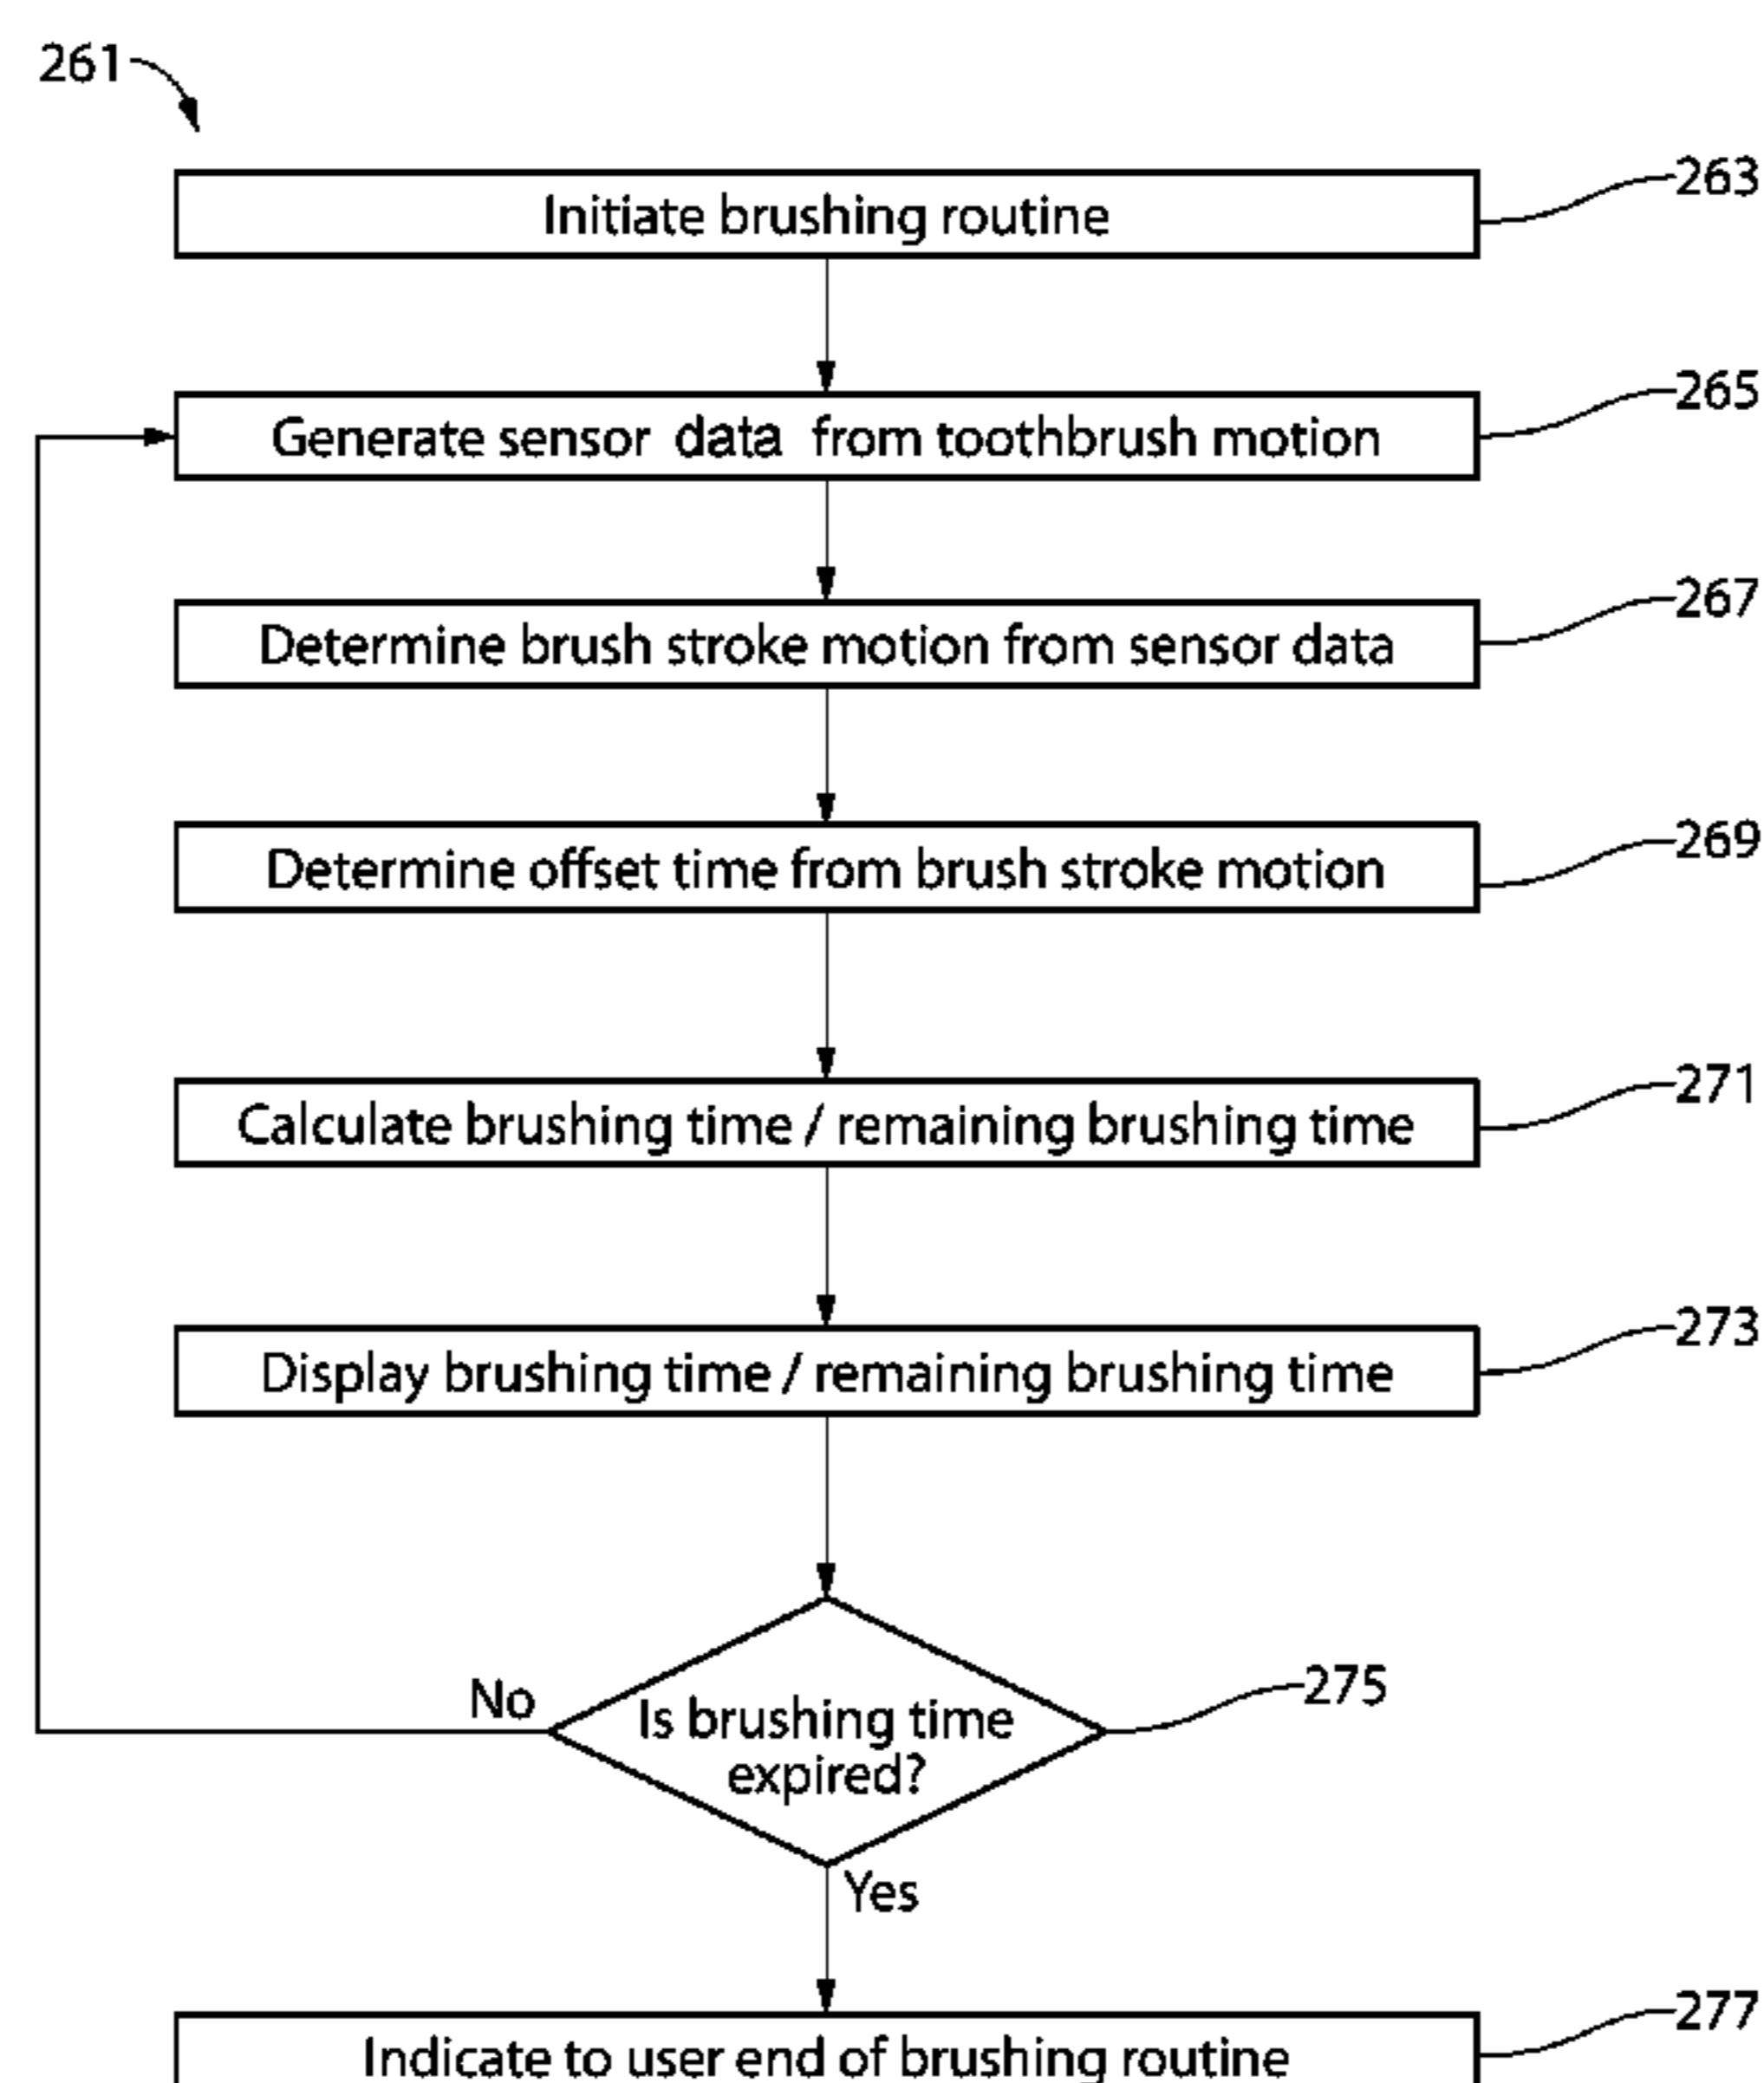 261
Initiate brushing routine
263
Generate sensor data from toothbrush motion
265
Determine brush stroke motion from sensor data
267
Determine offset time from brush stroke motion
269
Calculate brushing time / remaining brushing time
271
Display brushing time / remaining brushing time
273
No
Is brushing time
expired?
275
Yes
Indicate to user end of brushing routine
277